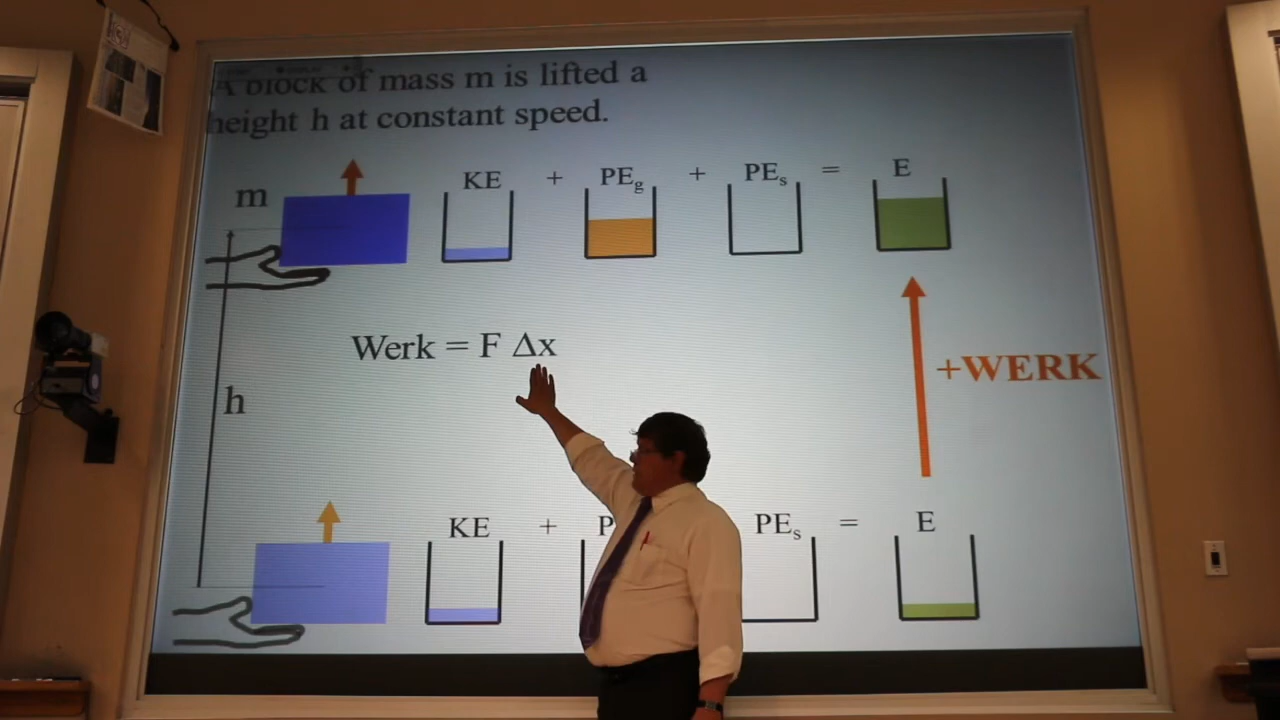 A block of mass m is lifted a
height h at constant speed.
m
KE + PEg + PEs = E
Werk = F Δx
+WERK
h
KE + P PEs = E